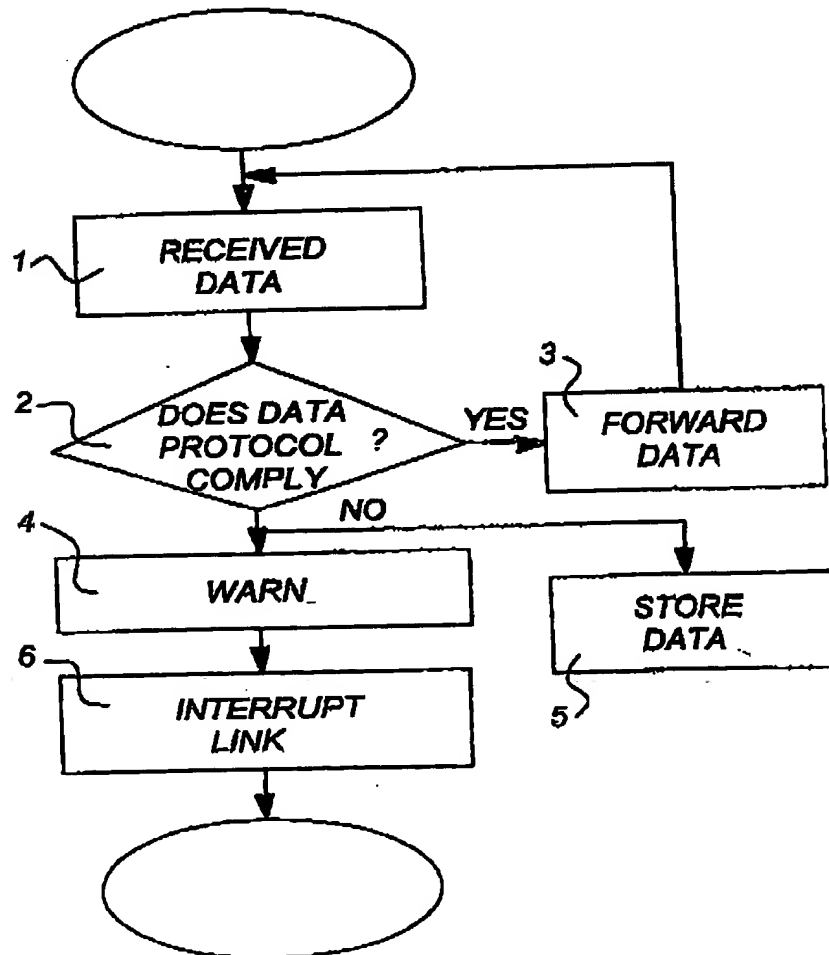 1
RECEIVED
DATA
2
DOES DATA
PROTOCOL ?
COMPLY
YES
3
FORWARD
DATA
NO
4
WARN
5
STORE
DATA
6
INTERRUPT
LINK